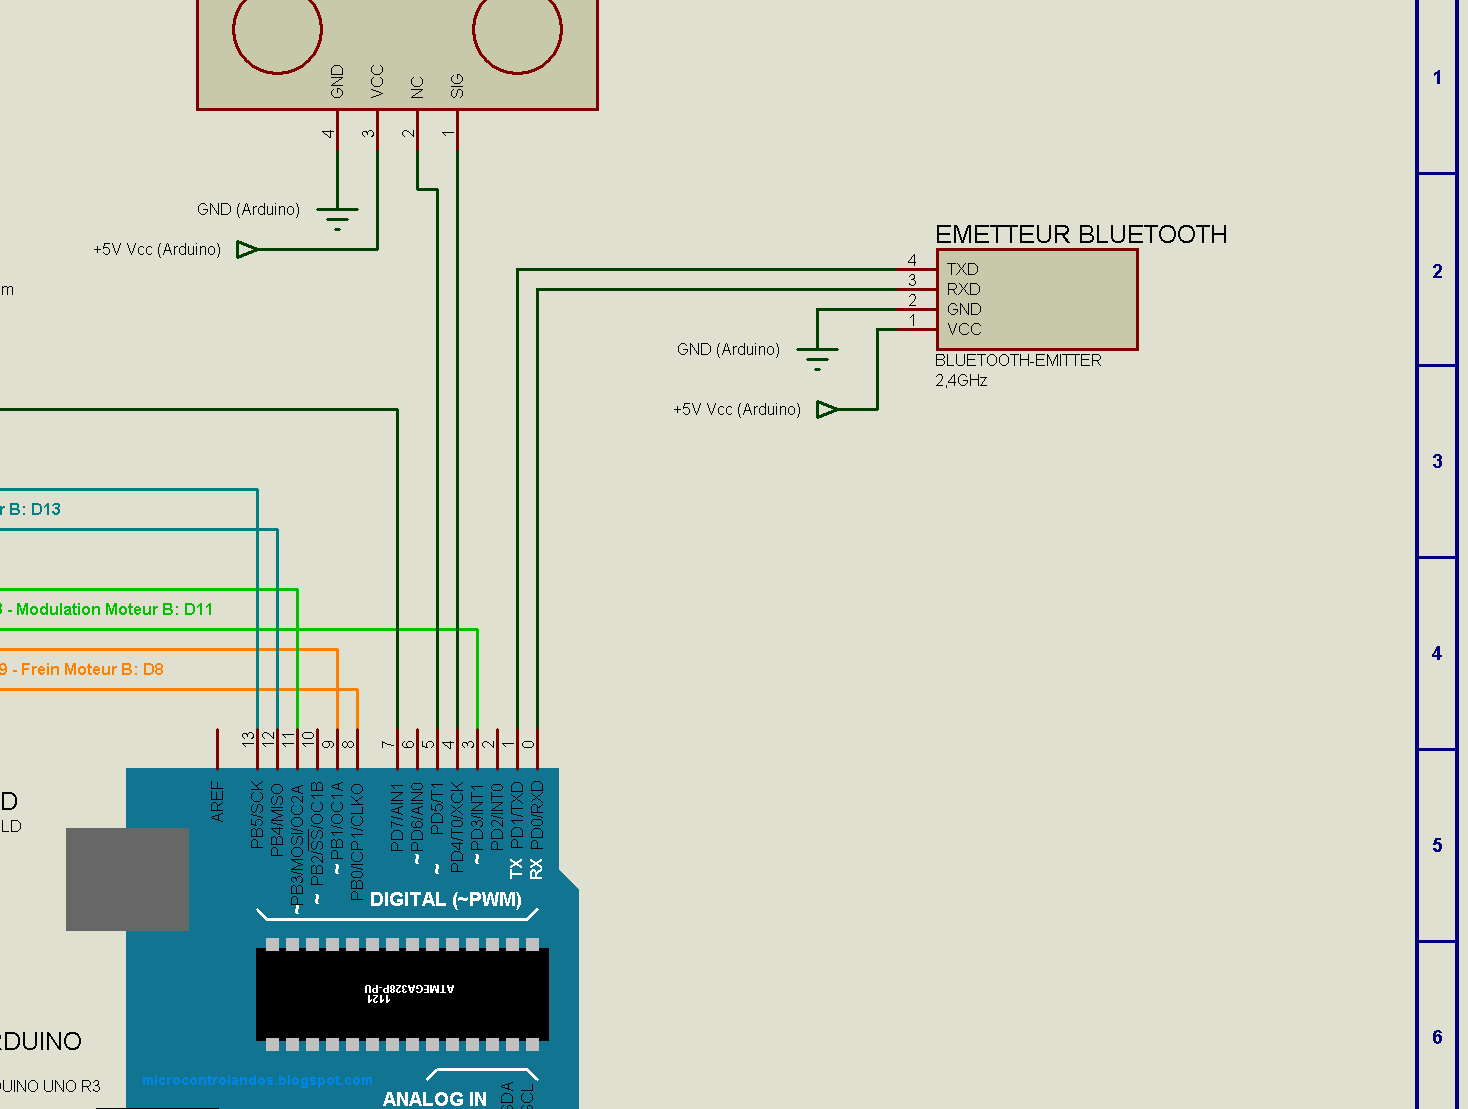 GND
VCC
NC
SIG
4
3
2
1
GND (Arduino)
+5V Vcc (Arduino)
m
EMETTEUR BLUETOOTH
4
TXD
3
RXD
2
GND
1
VCC
BLUETOOTH-EMITTER
2,4GHz
GND (Arduino)
+5V Vcc (Arduino)
r B: D13
- Modulation Moteur B: D11
9 - Frein Moteur B: D8
13
12
11
10
9
8
7
6
5
4
3
2
1
0
AREF
PB5/SCK
PB4/MISO
~PB3/MOSI/OC2A
~PB2/SS/OC1B
~PB1/OC1A
PB0/ICP1/CLKO
PD7/AIN1
~PD6/AIN0
~PD5/T1
PD4/T0/XCK
~PD3/INT1
PD2/INT0
TX PD1/TXD
RX PD0/RXD
DIGITAL (~PWM)
D
LD
ATMEGA328P-PU
1121
RDUINO
UINO UNO R3
microcontrolandos.blogspot.com
ANALOG IN
SDA
SCL
1
2
3
4
5
6